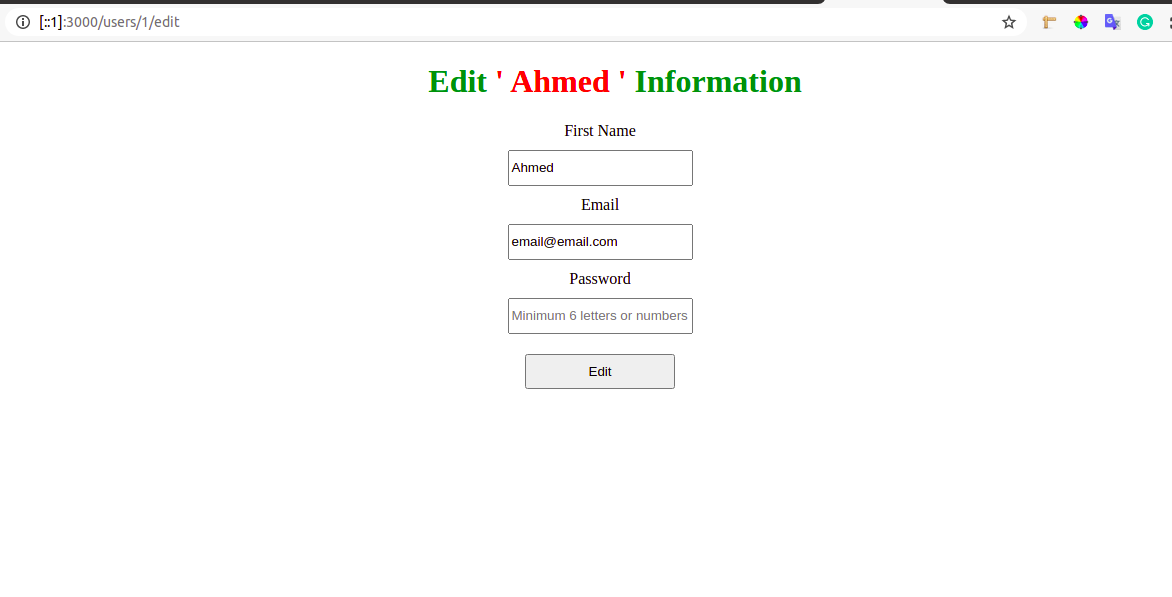 [::1]:3000/users/1/edit
Edit ' Ahmed ' Information
First Name
Ahmed
Email
email@email.com
Password
Minimum 6 letters or numbers
Edit